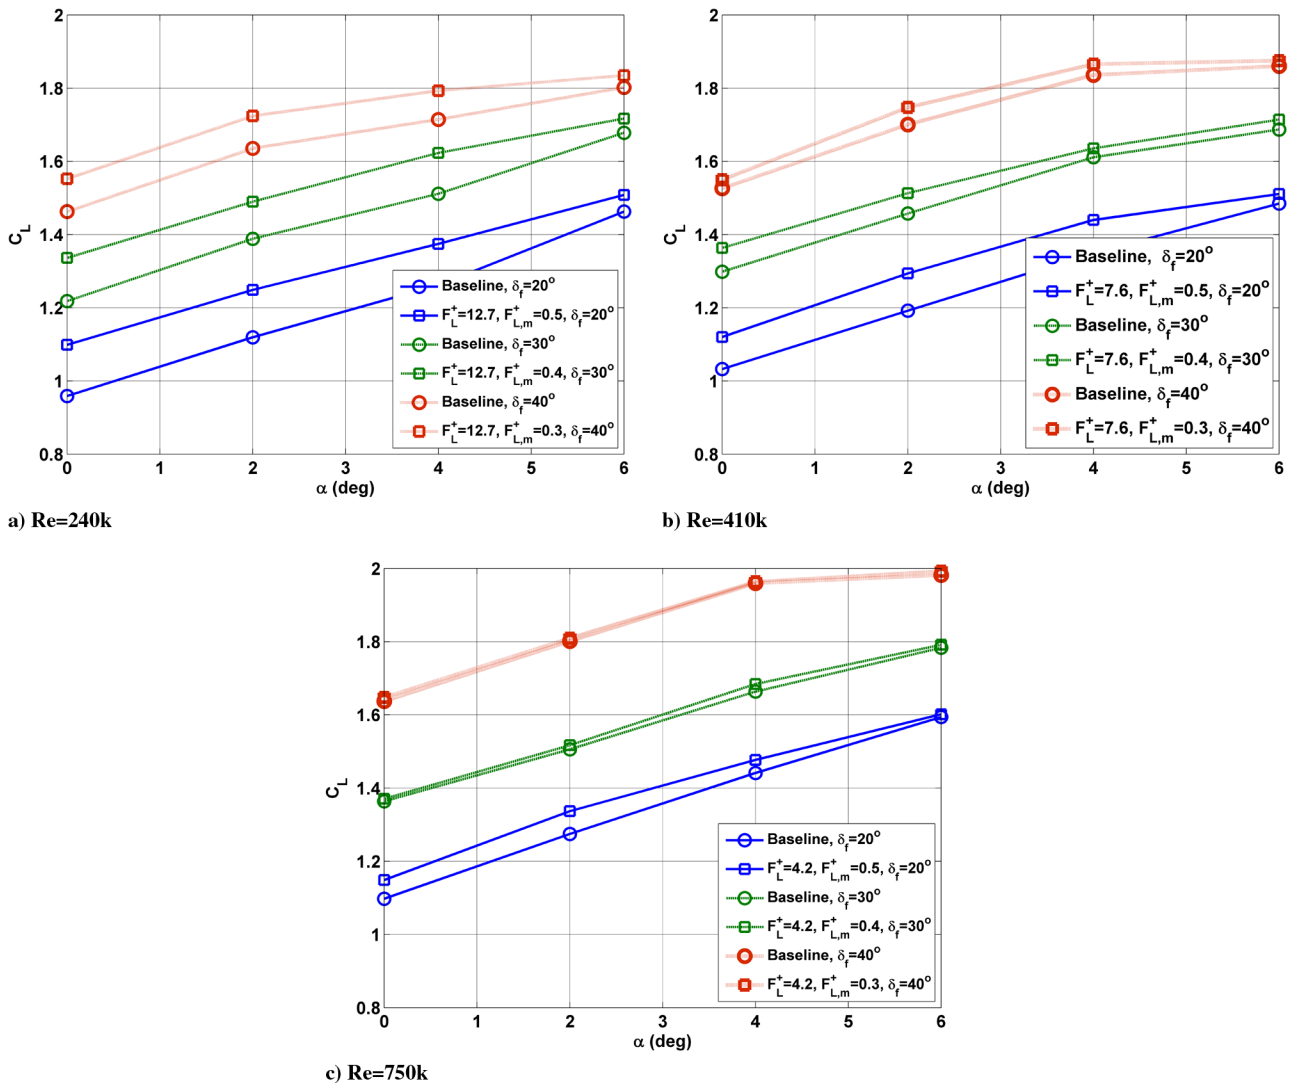 2
1.8
1.6
1.4
1.2
1
0.8
C_L
0 1 2 3 4 5 6
α (deg)
Baseline, δ_f=20°
F_L^+=12.7, F_L,m^+=0.5, δ_f=20°
Baseline, δ_f=30°
F_L^+=12.7, F_L,m^+=0.4, δ_f=30°
Baseline, δ_f=40°
F_L^+=12.7, F_L,m^+=0.3, δ_f=40°
a) Re=240k
2
1.8
1.6
1.4
1.2
1
0.8
C_L
0 1 2 3 4 5 6
α (deg)
Baseline, δ_f=20°
F_L^+=7.6, F_L,m^+=0.5, δ_f=20°
Baseline, δ_f=30°
F_L^+=7.6, F_L,m^+=0.4, δ_f=30°
Baseline, δ_f=40°
F_L^+=7.6, F_L,m^+=0.3, δ_f=40°
b) Re=410k
2
1.8
1.6
1.4
1.2
1
0.8
C_L
0 1 2 3 4 5 6
α (deg)
Baseline, δ_f=20°
F_L^+=4.2, F_L,m^+=0.5, δ_f=20°
Baseline, δ_f=30°
F_L^+=4.2, F_L,m^+=0.4, δ_f=30°
Baseline, δ_f=40°
F_L^+=4.2, F_L,m^+=0.3, δ_f=40°
c) Re=750k